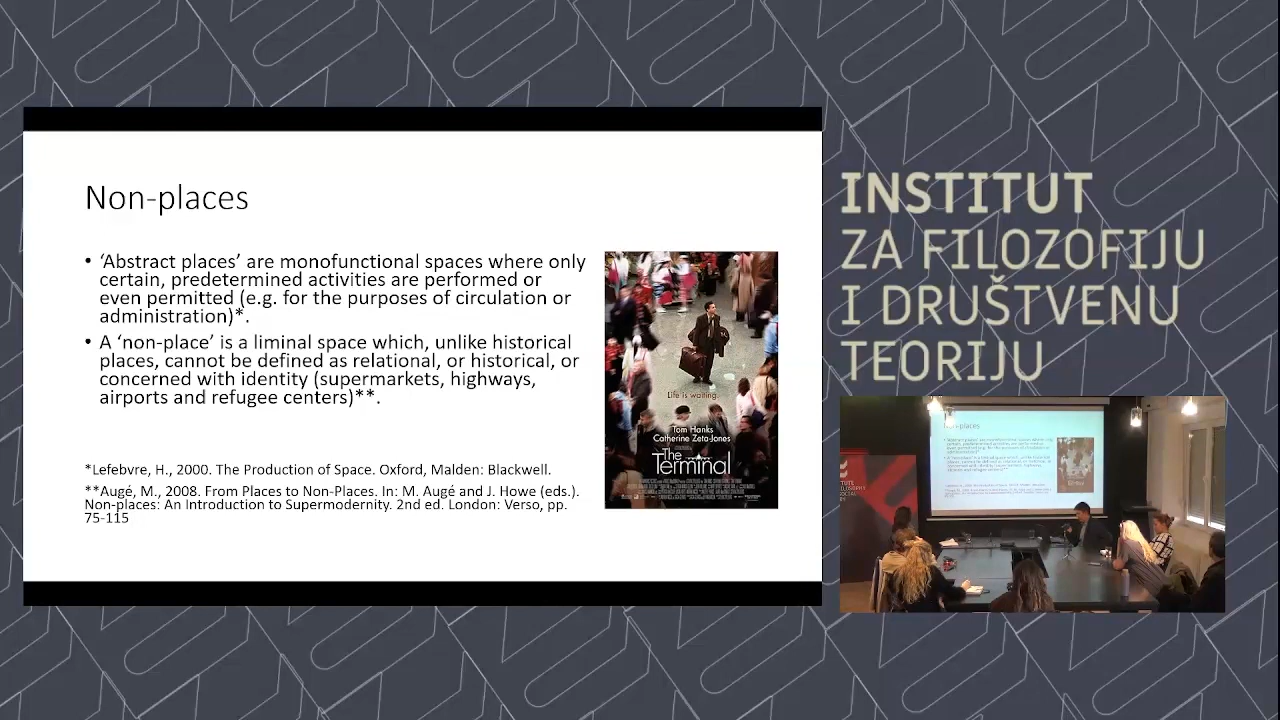 Non-places
• ‘Abstract places’ are monofunctional spaces where only
certain, predetermined activities are performed or
even permitted (e.g. for the purposes of circulation or
administration)*.
• A ‘non-place’ is a liminal space which, unlike historical
places, cannot be defined as relational, or historical, or
concerned with identity (supermarkets, highways,
airports and refugee centers)**.
*Lefebvre, H., 2000. The Production of Space. Oxford, Malden: Blackwell.
**Augé, M., 2008. From Places to Non-Places. In: M. Augé and J. Howe (eds.).
Non-places: An Introduction to Supermodernity. 2nd ed. London: Verso, pp.
75-115
Life is waiting.
Tom Hanks
Catherine Zeta-Jones
The
Terminal
INSTITUT
ZA FILOZOFIJU
I DRUŠTVENU
TEORIJU
Non-places